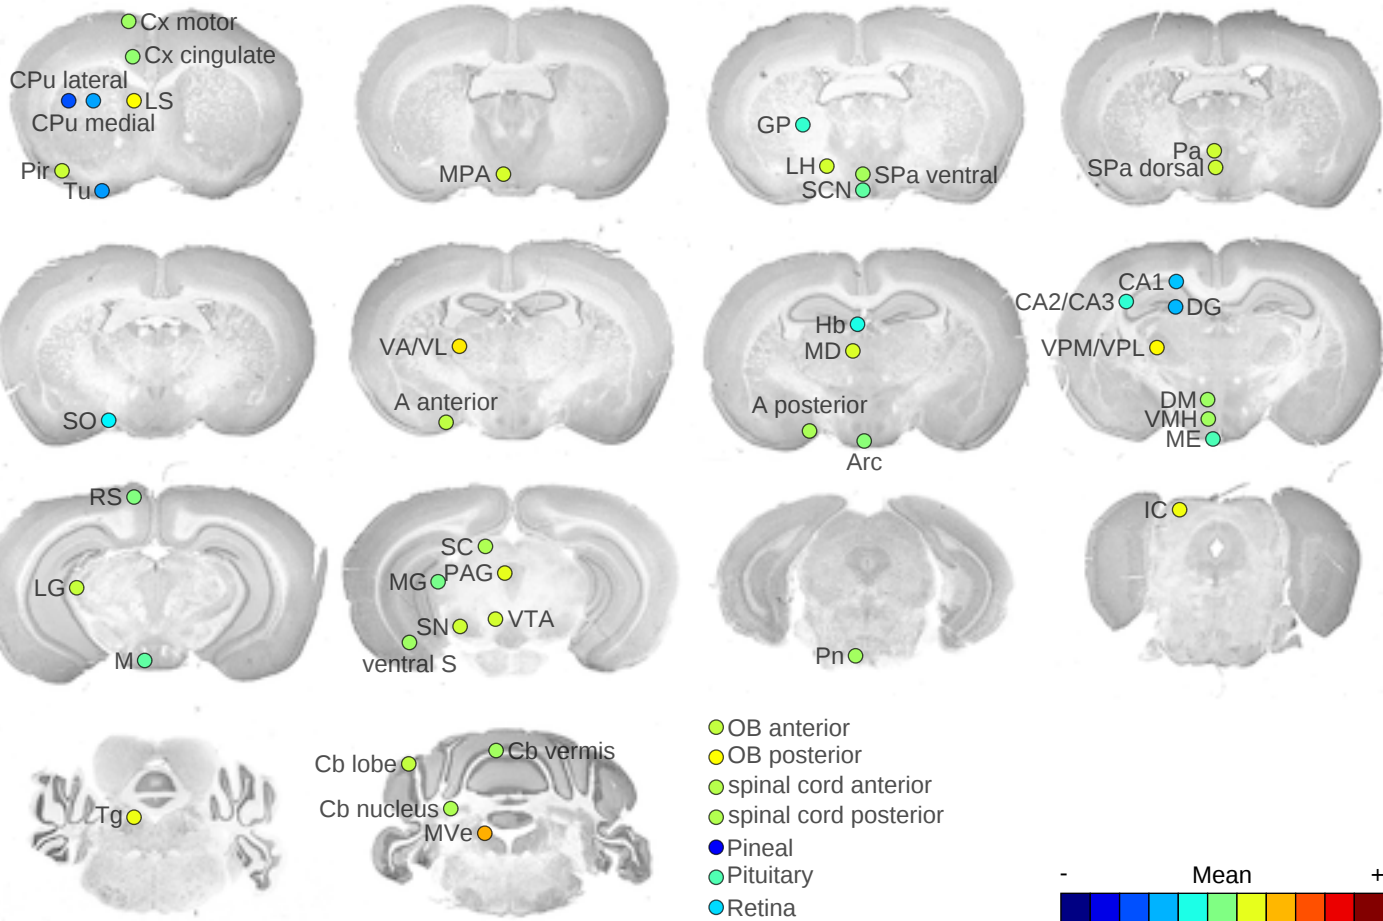 Cx motor
Cx cingulate
CPu lateral
LS
CPu medial
Pir
Tu
MPA
GP
LH
SPa ventral
SCN
Pa
SPa dorsal
SO
VA/VL
A anterior
Hb
MD
A posterior
Arc
CA1
CA2/CA3
DG
VPM/VPL
DM
VMH
ME
RS
LG
M
SC
MG
PAG
SN
VTA
ventral S
Pn
IC
Tg
Cb lobe
Cb vermis
Cb nucleus
MVe
OB anterior
OB posterior
spinal cord anterior
spinal cord posterior
Pineal
Pituitary
Retina
- Mean +